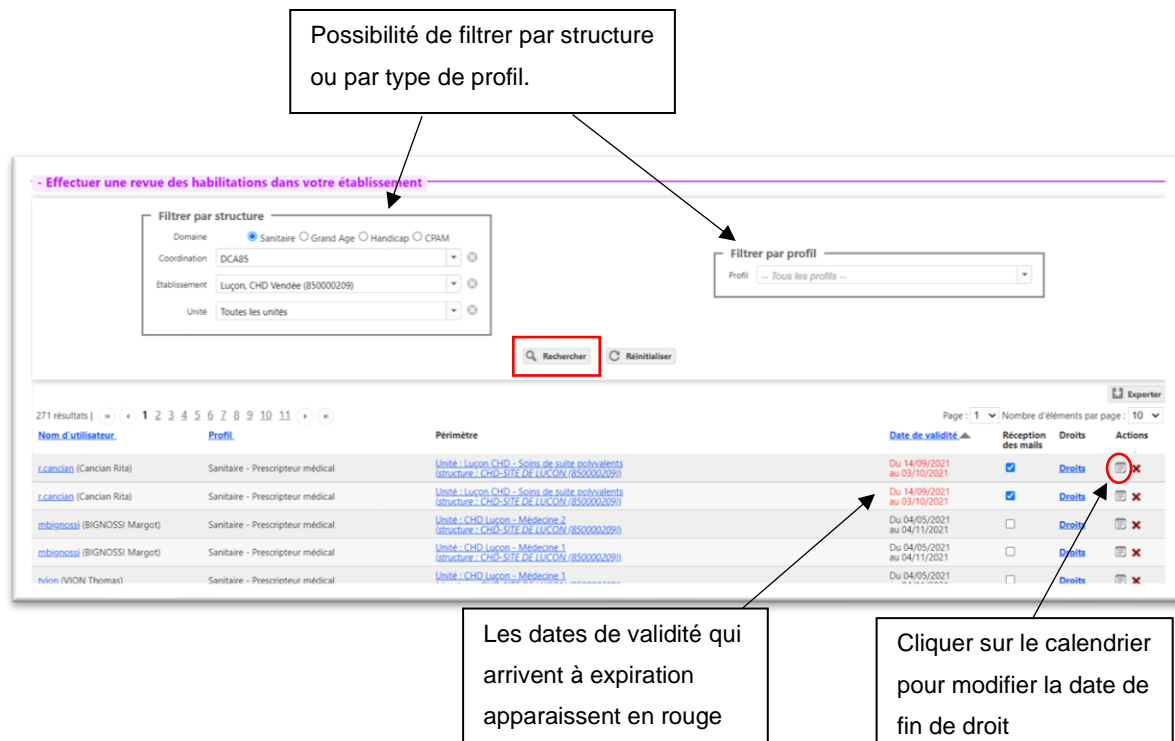 Possibilité de filtrer par structure
ou par type de profil.
- Effectuer une revue des habilitations dans votre établissement
Filtrer par structure
Domaine Sanitaire Grand Age Handicap CPAM
Coordination DCA85
Etablissement Luçon, CHD Vendée (850000209)
Unité Toutes les unités
Filtrer par profil
Profil -- Tous les profils --
Rechercher Réinitialiser
Exporter
271 résultats | 1 2 3 4 5 6 7 8 9 10 11
Page : 1 Nombre d'éléments par page : 10
Nom d'utilisateur Profil Périmètre Date de validité Réception des mails Droits Actions
r.cancian (Cancian Rita) Sanitaire - Prescripteur médical Unité : Luçon CHD - Soins de suite polyvalents Du 14/09/2021 Droits
(structure : CHD-SITE DE LUCON (850000209)) au 03/10/2021
r.cancian (Cancian Rita) Sanitaire - Prescripteur médical Unité : Luçon CHD - Soins de suite polyvalents Du 14/09/2021 Droits
(structure : CHD-SITE DE LUCON (850000209)) au 03/10/2021
mbignossi (BIGNOSSI Margot) Sanitaire - Prescripteur médical Unité : CHD Luçon - Médecine 2 Du 04/05/2021 Droits
(structure : CHD-SITE DE LUCON (850000209)) au 04/11/2021
mbignossi (BIGNOSSI Margot) Sanitaire - Prescripteur médical Unité : CHD Luçon - Médecine 1 Du 04/05/2021 Droits
(structure : CHD-SITE DE LUCON (850000209)) au 04/11/2021
tvion (VION Thomas) Sanitaire - Prescripteur médical Unité : CHD Luçon - Médecine 1 Du 04/05/2021 Droits
Les dates de validité qui
arrivent à expiration
apparaissent en rouge
Cliquer sur le calendrier
pour modifier la date de
fin de droit